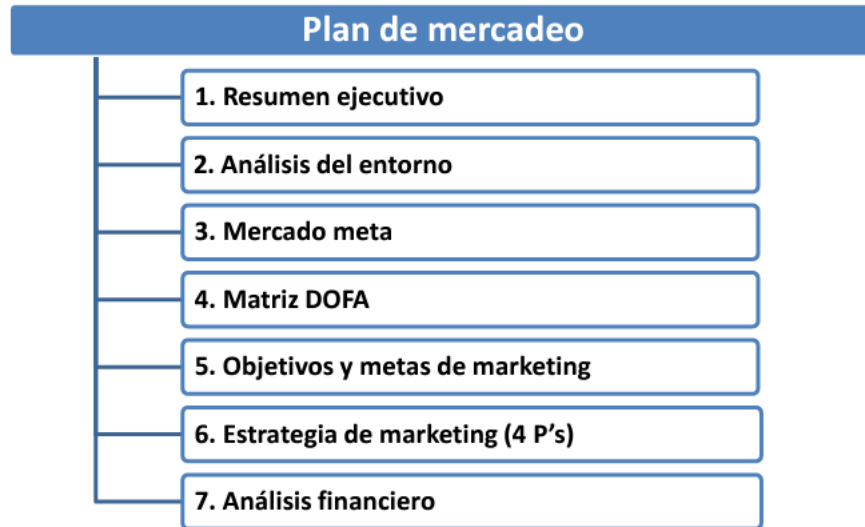 Plan de mercadeo
1. Resumen ejecutivo
2. Análisis del entorno
3. Mercado meta
4. Matriz DOFA
5. Objetivos y metas de marketing
6. Estrategia de marketing (4 P’s)
7. Análisis financiero